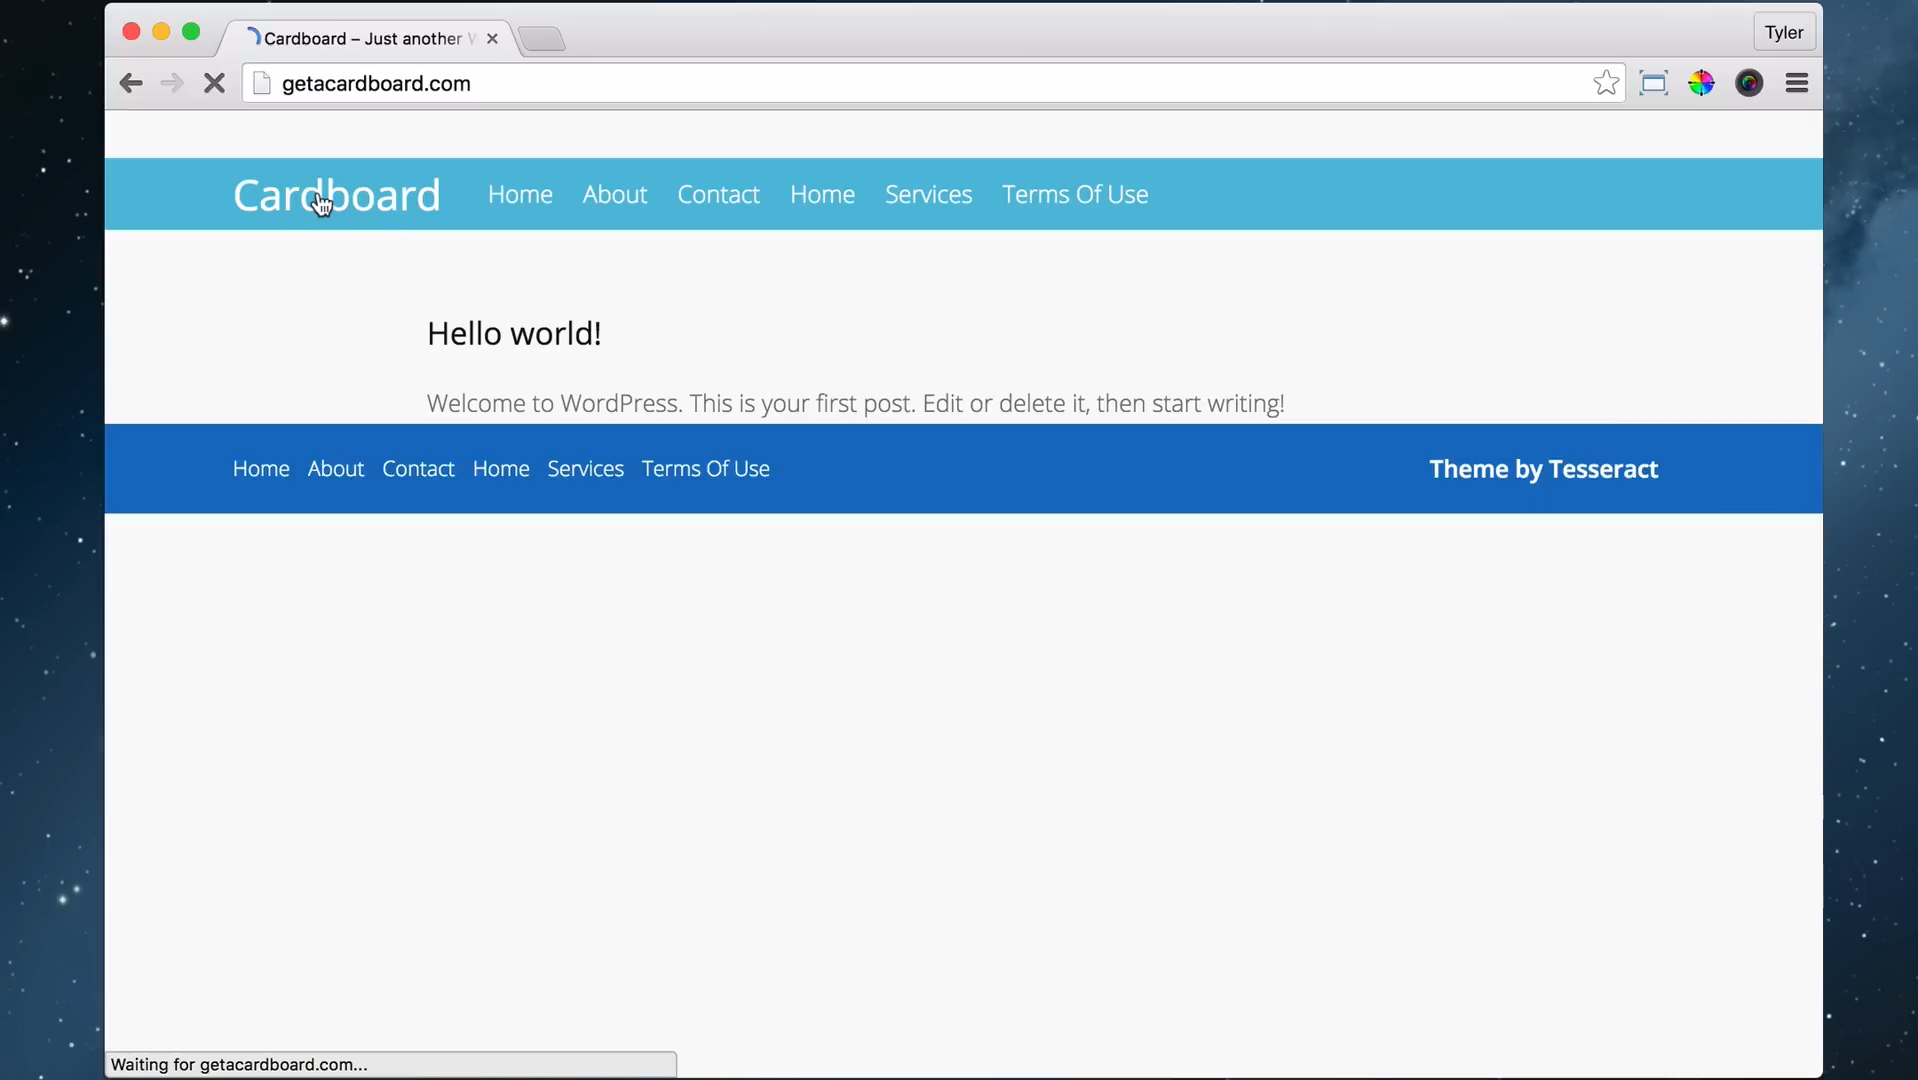 Cardboard – Just another W
Tyler
getacardboard.com
Cardboard Home About Contact Home Services Terms Of Use
Hello world!
Welcome to WordPress. This is your first post. Edit or delete it, then start writing!
Home About Contact Home Services Terms Of Use
Theme by Tesseract
Waiting for getacardboard.com...